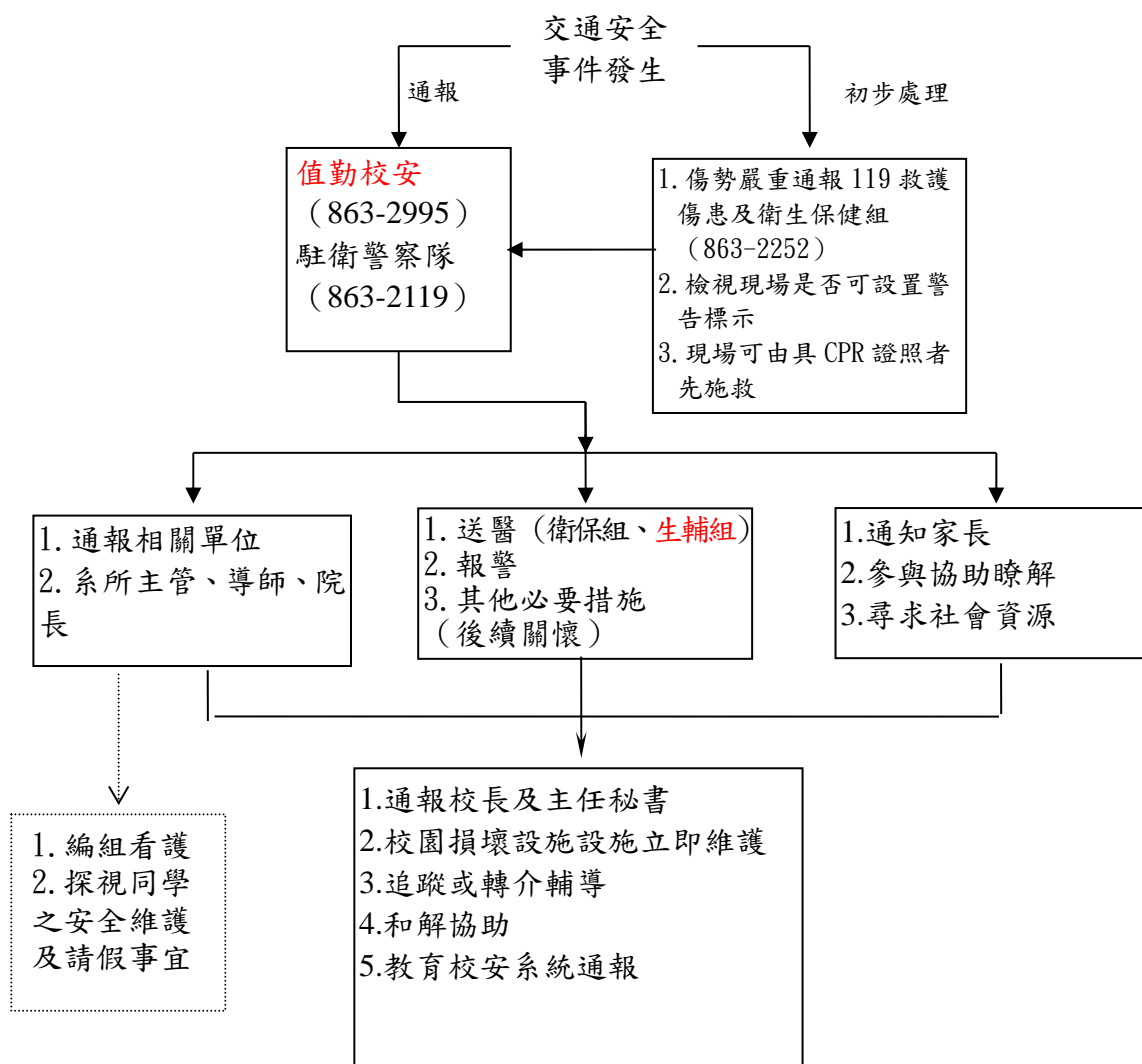 交通安全
事件發生
通報
初步處理
值勤校安
（863-2995）
駐衛警察隊
（863-2119）
1. 傷勢嚴重通報 119 救護
傷患及衛生保健組
（863-2252）
2. 檢視現場是否可設置警
告標示
3. 現場可由具 CPR 證照者
先施救
1. 通報相關單位
2. 系所主管、導師、院
長
1. 送醫（衛保組、生輔組）
2. 報警
3. 其他必要措施
（後續關懷）
1.通知家長
2.參與協助瞭解
3.尋求社會資源
1. 編組看護
2. 探視同學
之安全維護
及請假事宜
1.通報校長及主任秘書
2.校園損壞設施設施立即維護
3.追蹤或轉介輔導
4.和解協助
5.教育校安系統通報